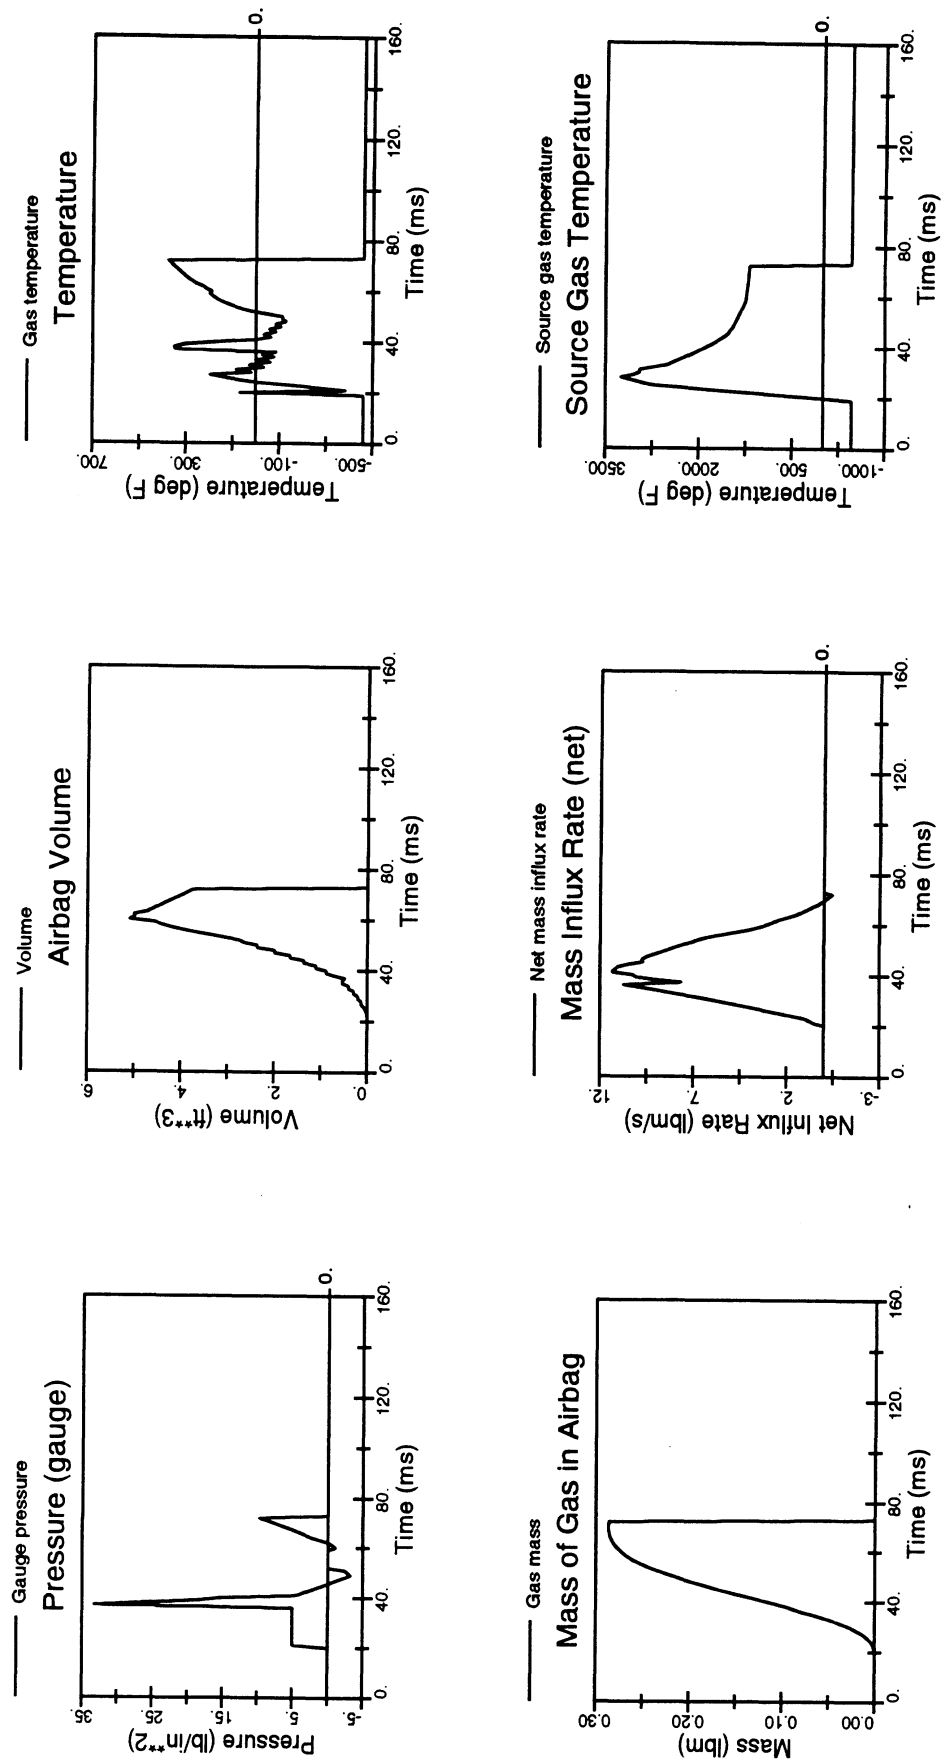 Gauge pressure
Pressure (gauge)
Pressure (lb/in**2)
35.
25.
15.
5.
-5.
0.
0.
40.
80.
120.
160.
Time (ms)
Volume
Airbag Volume
Volume (ft**3)
6.
4.
2.
0.
0.
40.
80.
120.
160.
Time (ms)
Gas temperature
Temperature
Temperature (deg F)
700.
300.
-100.
-500.
0.
0.
40.
80.
120.
160.
Time (ms)
Gas mass
Mass of Gas in Airbag
Mass (lbm)
0.30
0.20
0.10
0.00
0.
40.
80.
120.
160.
Time (ms)
Net mass influx rate
Mass Influx Rate (net)
Net Influx Rate (lbm/s)
12.
7.
2.
-3.
0.
0.
40.
80.
120.
160.
Time (ms)
Source gas temperature
Source Gas Temperature
Temperature (deg F)
3500.
2000.
500.
-1000.
0.
0.
40.
80.
120.
160.
Time (ms)